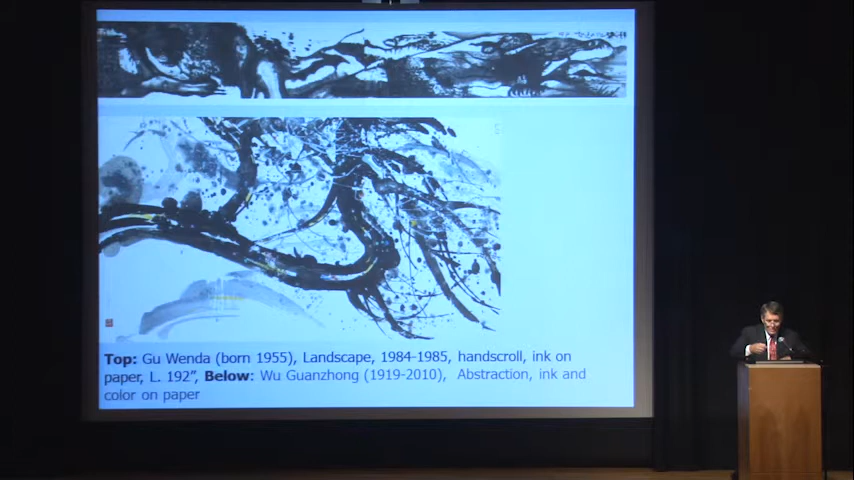 Top: Gu Wenda (born 1955), Landscape, 1984-1985, handscroll, ink on
paper, L. 192”, Below: Wu Guanzhong (1919-2010), Abstraction, ink and
color on paper